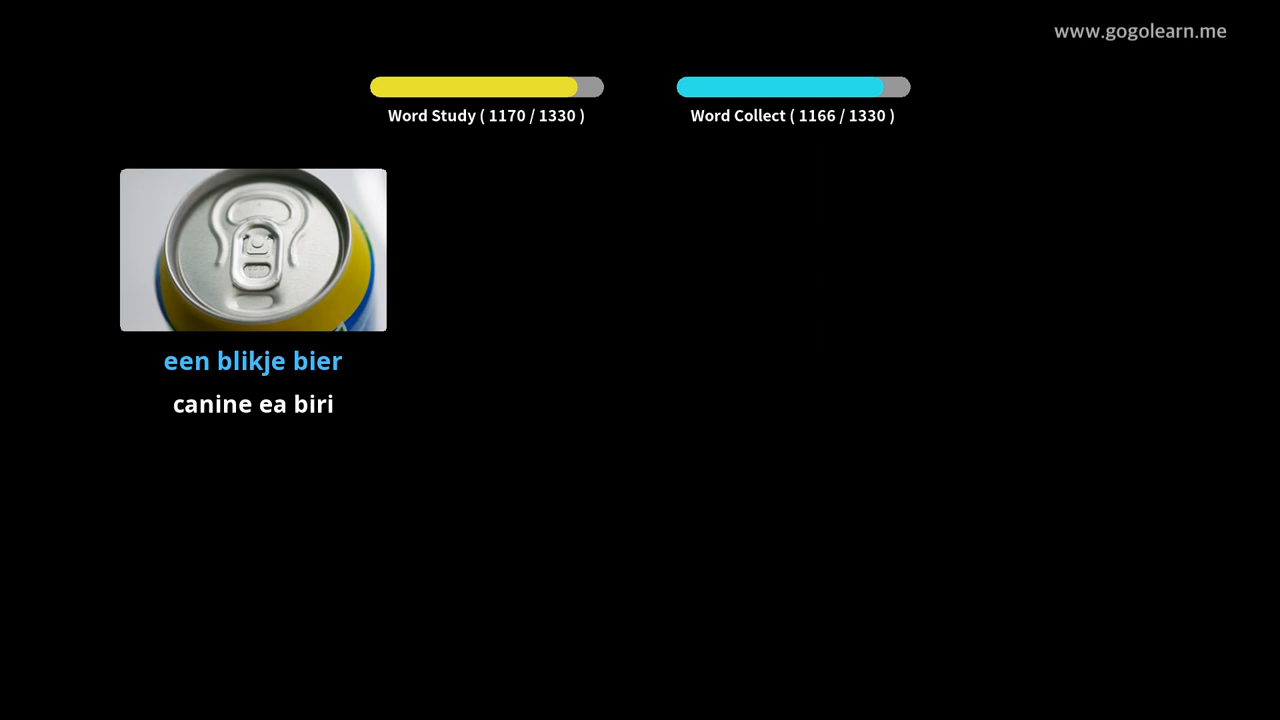 www.gogolearn.me
Word Study ( 1170 / 1330 )
Word Collect ( 1166 / 1330 )
een blikje bier
canine ea biri